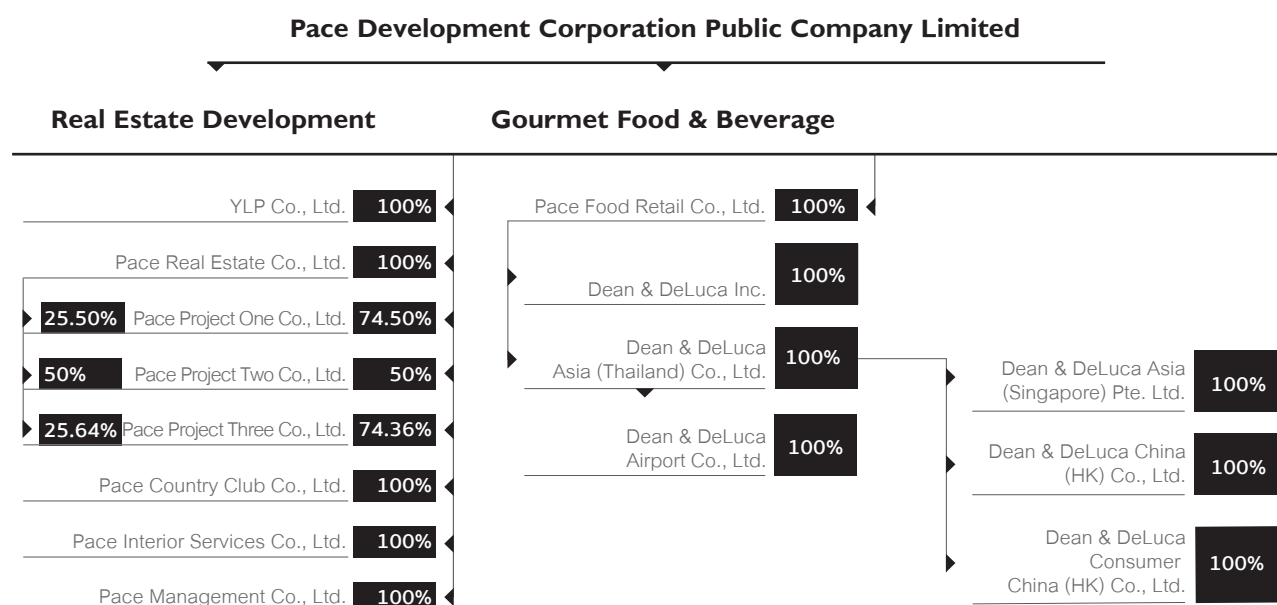 Pace Development Corporation Public Company Limited
Real Estate Development
Gourmet Food & Beverage
YLP Co., Ltd. 100%
Pace Real Estate Co., Ltd. 100%
25.50% Pace Project One Co., Ltd. 74.50%
50% Pace Project Two Co., Ltd. 50%
25.64% Pace Project Three Co., Ltd. 74.36%
Pace Country Club Co., Ltd. 100%
Pace Interior Services Co., Ltd. 100%
Pace Management Co., Ltd. 100%
Pace Food Retail Co., Ltd. 100%
Dean & DeLuca Inc. 100%
Dean & DeLuca
Asia (Thailand) Co., Ltd. 100%
Dean & DeLuca
Airport Co., Ltd. 100%
Dean & DeLuca Asia
(Singapore) Pte. Ltd. 100%
Dean & DeLuca China
(HK) Co., Ltd. 100%
Dean & DeLuca
Consumer
China (HK) Co., Ltd. 100%